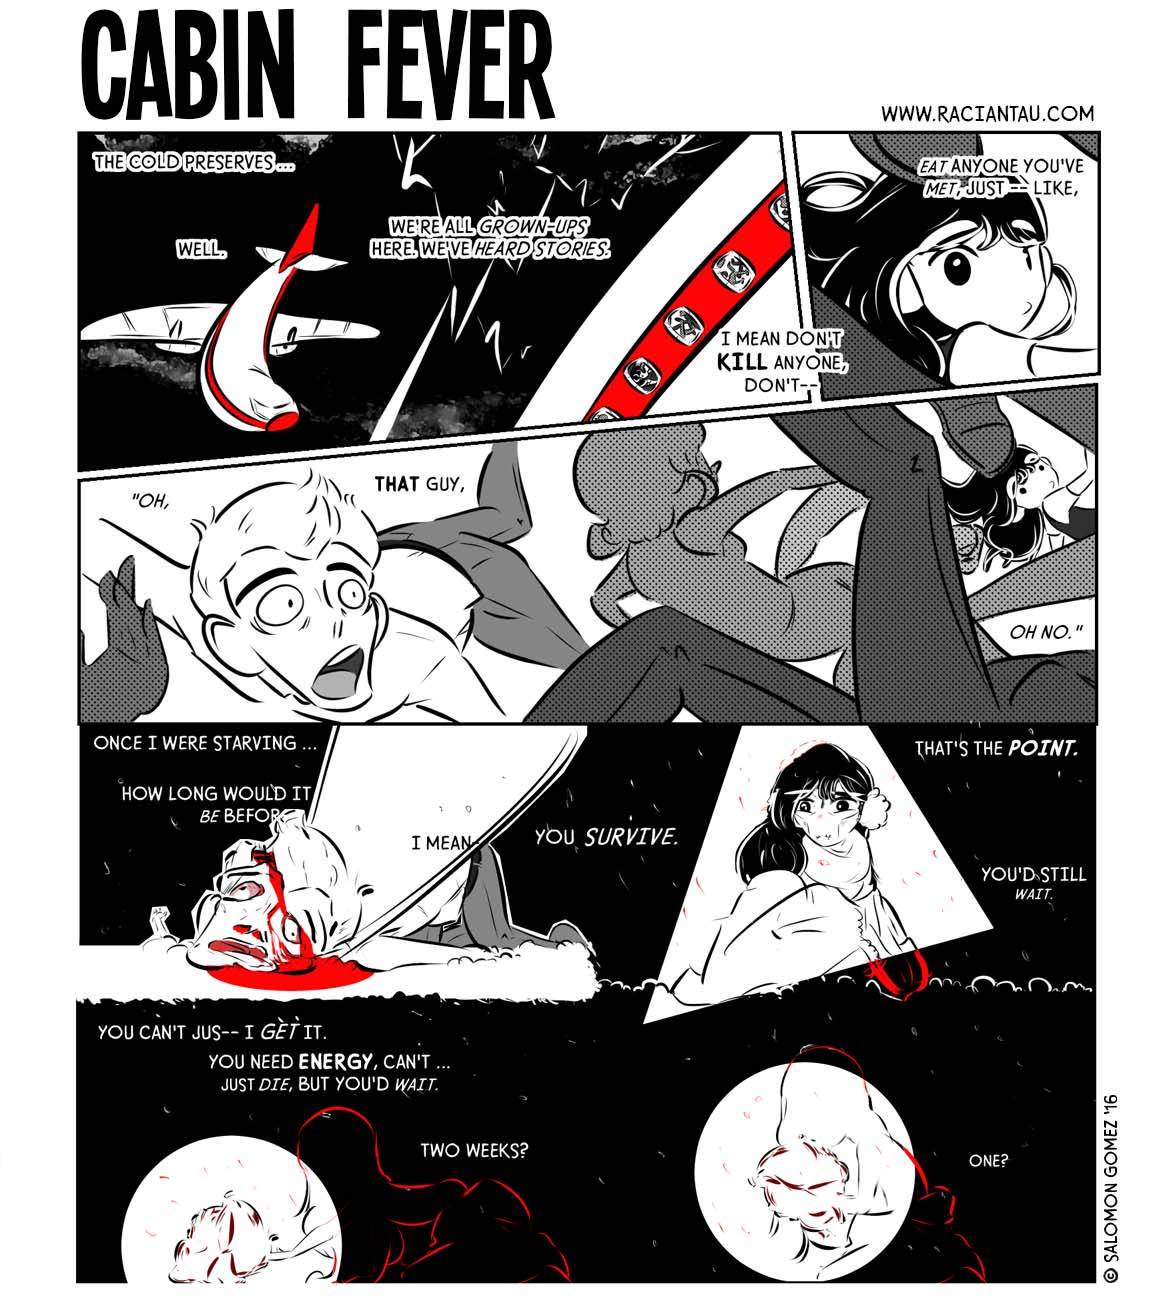 CABIN FEVER
WWW.RACIANTAU.COM
THE COLD PRESERVES ...
WELL.
WE'RE ALL GROWN-UPS
HERE. WE'VE HEARD STORIES.
I MEAN DON'T
KILL ANYONE,
DON'T--
EAT ANYONE YOU'VE
MET, JUST -- LIKE,
"OH,
THAT GUY,
OH NO."
ONCE I WERE STARVING ...
HOW LONG WOULD IT
BE BEFORE
I MEAN--
YOU SURVIVE.
THAT'S THE POINT.
YOU'D STILL
WAIT.
YOU CAN'T JUS-- I GET IT.
YOU NEED ENERGY, CAN'T ...
JUST DIE, BUT YOU'D WAIT.
TWO WEEKS?
ONE?
© SALOMON GOMEZ '16